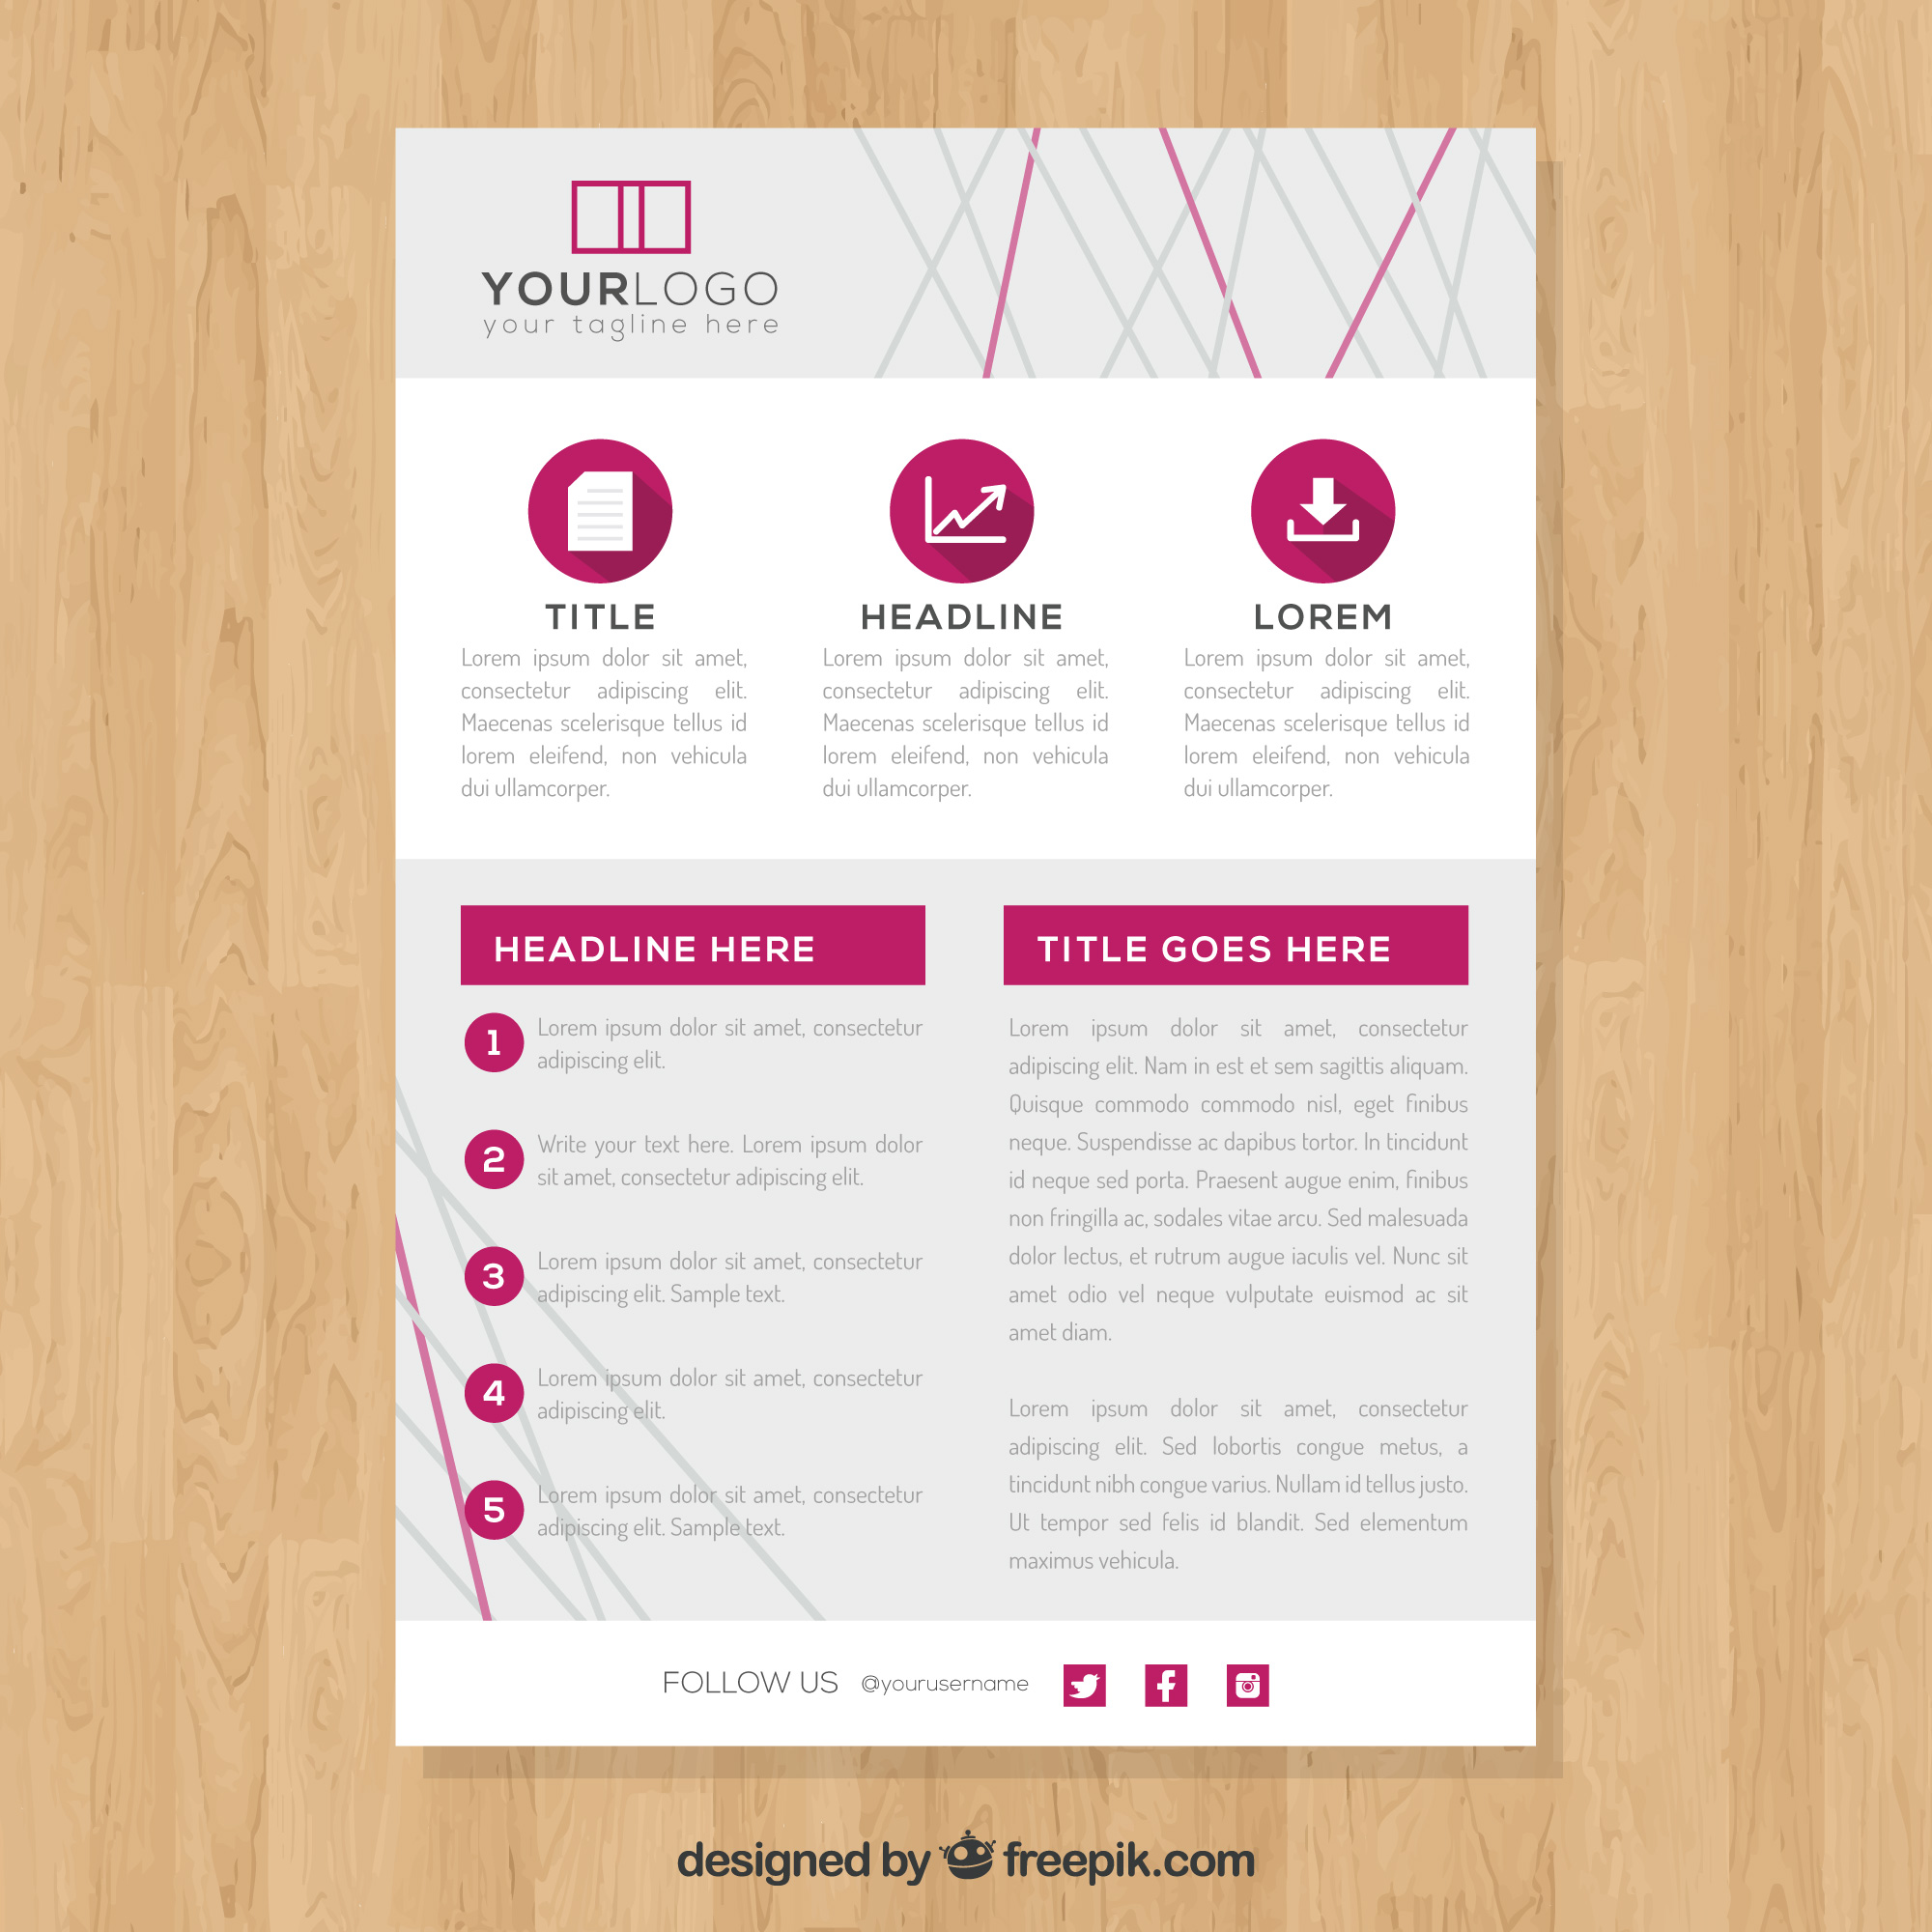 YOURLOGO
your tagline here
TITLE
Lorem ipsum dolor sit amet,
consectetur adipiscing elit.
Maecenas scelerisque tellus id
lorem eleifend, non vehicula
dui ullamcorper.
HEADLINE
Lorem ipsum dolor sit amet,
consectetur adipiscing elit.
Maecenas scelerisque tellus id
lorem eleifend, non vehicula
dui ullamcorper.
LOREM
Lorem ipsum dolor sit amet,
consectetur adipiscing elit.
Maecenas scelerisque tellus id
lorem eleifend, non vehicula
dui ullamcorper.
HEADLINE HERE
1 Lorem ipsum dolor sit amet, consectetur
adipiscing elit.
2 Write your text here. Lorem ipsum dolor
sit amet, consectetur adipiscing elit.
3 Lorem ipsum dolor sit amet, consectetur
adipiscing elit. Sample text.
4 Lorem ipsum dolor sit amet, consectetur
adipiscing elit.
5 Lorem ipsum dolor sit amet, consectetur
adipiscing elit. Sample text.
TITLE GOES HERE
Lorem ipsum dolor sit amet, consectetur
adipiscing elit. Nam in est et sem sagittis aliquam.
Quisque commodo commodo nisl, eget finibus
neque. Suspendisse ac dapibus tortor. In tincidunt
id neque sed porta. Praesent augue enim, finibus
non fringilla ac, sodales vitae arcu. Sed malesuada
dolor lectus, et rutrum augue iaculis vel. Nunc sit
amet odio vel neque vulputate euismod ac sit
amet diam.
Lorem ipsum dolor sit amet, consectetur
adipiscing elit. Sed lobortis congue metus, a
tincidunt nibh congue varius. Nullam id tellus justo.
Ut tempor sed felis id blandit. Sed elementum
maximus vehicula.
FOLLOW US @yourusername
designed by freepik.com